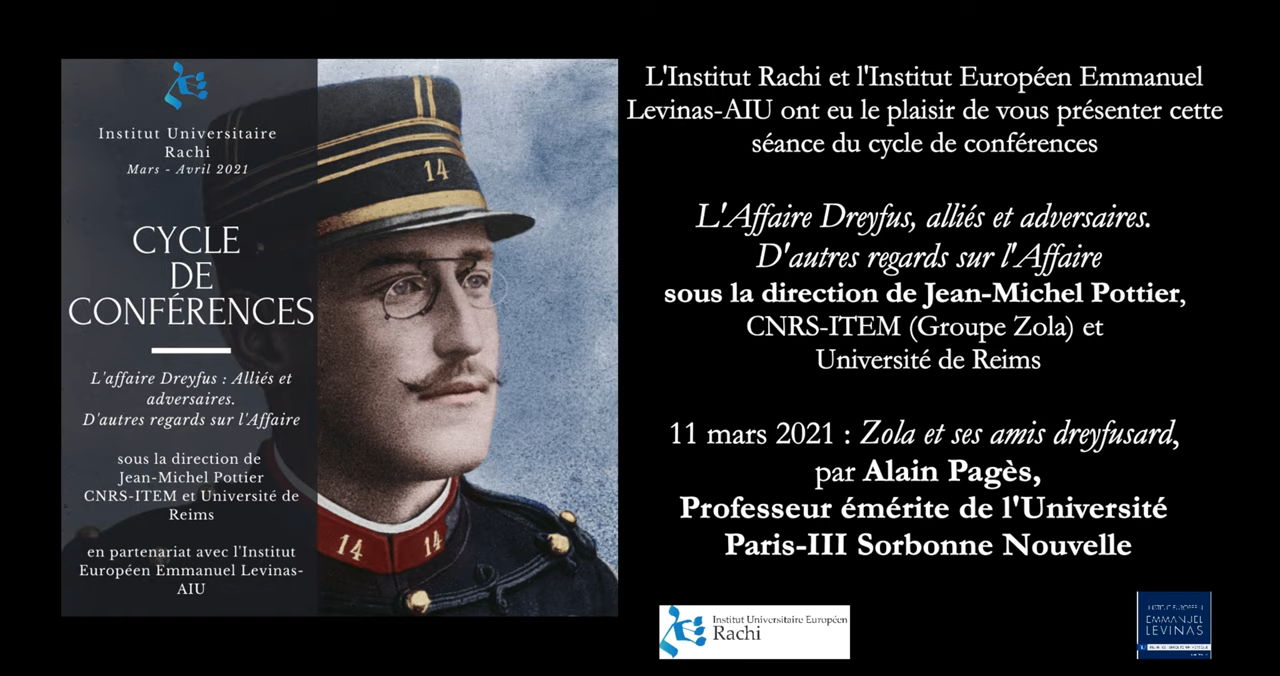 Institut Universitaire
Rachi
Mars - Avril 2021
CYCLE
DE
CONFÉRENCES
L'affaire Dreyfus : Alliés et
adversaires.
D'autres regards sur l'Affaire
sous la direction de
Jean-Michel Pottier
CNRS-ITEM et Université de
Reims
en partenariat avec l'Institut
Européen Emmanuel Levinas-
AIU
14
14
14
L'Institut Rachi et l'Institut Européen Emmanuel
Levinas-AIU ont eu le plaisir de vous présenter cette
séance du cycle de conférences
L'Affaire Dreyfus, alliés et adversaires.
D'autres regards sur l'Affaire
sous la direction de Jean-Michel Pottier,
CNRS-ITEM (Groupe Zola) et
Université de Reims
11 mars 2021 : Zola et ses amis dreyfusard,
par Alain Pagès,
Professeur émérite de l'Université
Paris-III Sorbonne Nouvelle
Institut Universitaire Européen
Rachi
EMMANUEL
LEVINAS